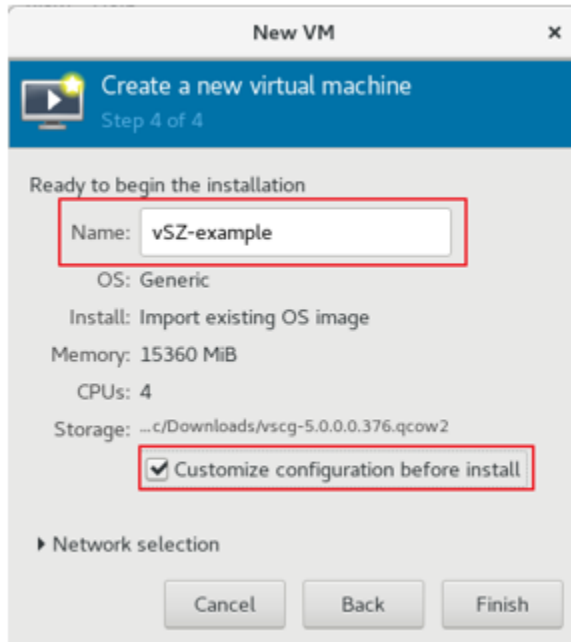 New VM
×
Create a new virtual machine
Step 4 of 4
Ready to begin the installation
Name: vSZ-example
OS: Generic
Install: Import existing OS image
Memory: 15360 MiB
CPUs: 4
Storage: ...c/Downloads/vscg-5.0.0.0.376.qcow2
Customize configuration before install
Network selection
Cancel Back Finish